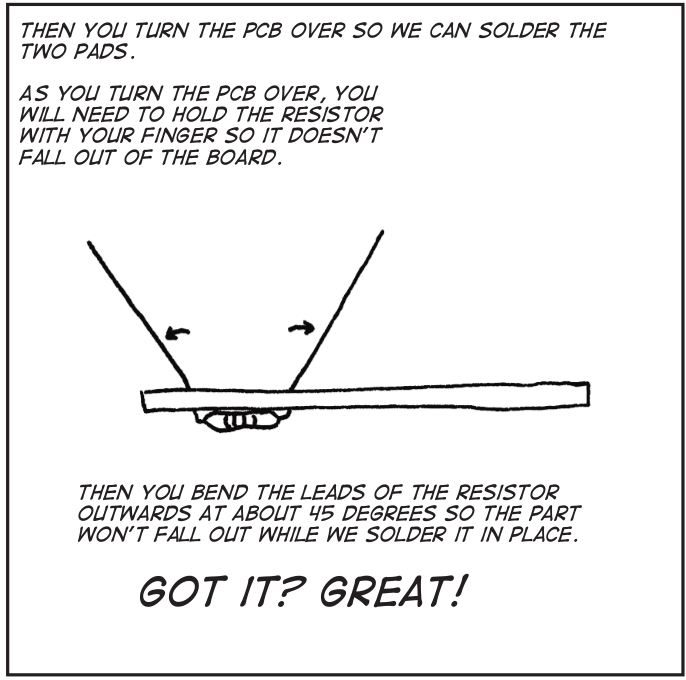 THEN YOU TURN THE PCB OVER SO WE CAN SOLDER THE
TWO PADS.
AS YOU TURN THE PCB OVER, YOU
WILL NEED TO HOLD THE RESISTOR
WITH YOUR FINGER SO IT DOESN'T
FALL OUT OF THE BOARD.
THEN YOU BEND THE LEADS OF THE RESISTOR
OUTWARDS AT ABOUT 45 DEGREES SO THE PART
WON'T FALL OUT WHILE WE SOLDER IT IN PLACE.
GOT IT? GREAT!